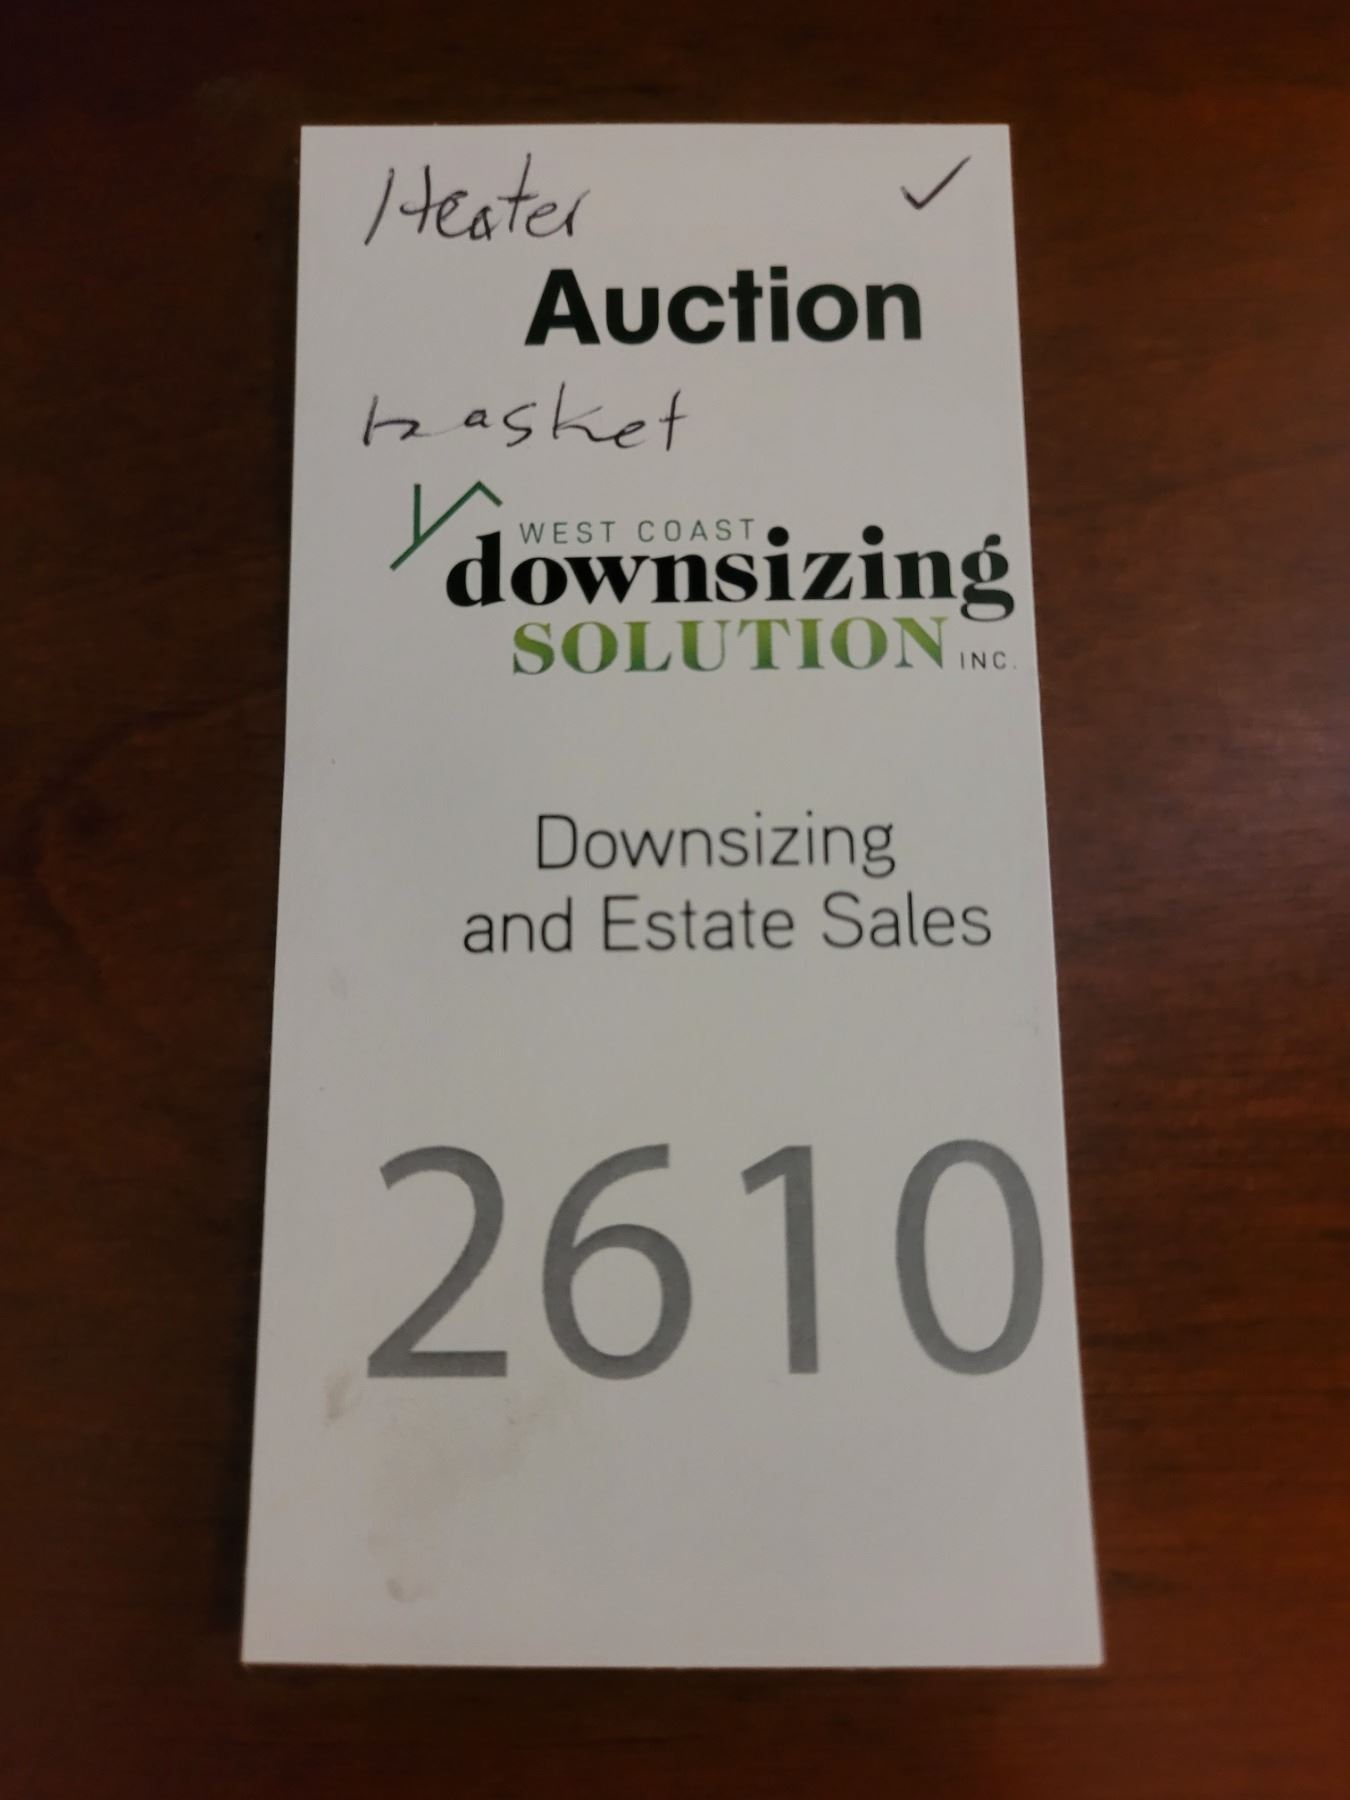 Heater ✓
Auction
basket
WEST COAST
downsizing
SOLUTION INC.
Downsizing
and Estate Sales
2610